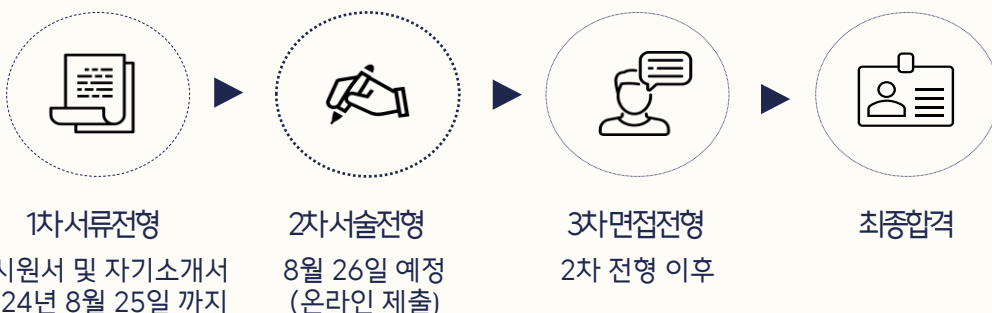 1차서류전형
시원서 및 자기소개서
24년 8월 25일 까지
2차서술전형
8월 26일 예정
(온라인 제출)
3차면접전형
2차 전형 이후
최종합격